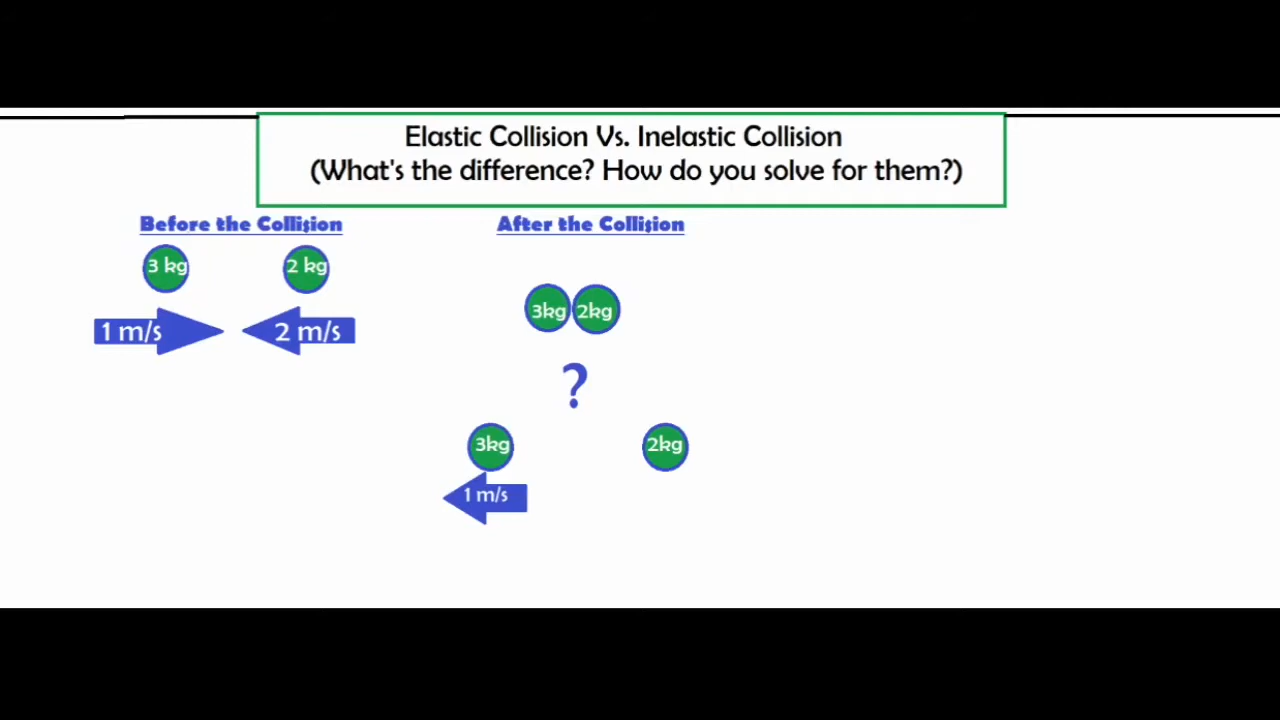 Elastic Collision Vs. Inelastic Collision
(What's the difference? How do you solve for them?)
Before the Collision
3 kg 2 kg
1 m/s 2 m/s
After the Collision
3kg 2kg
?
3kg 2kg
1 m/s